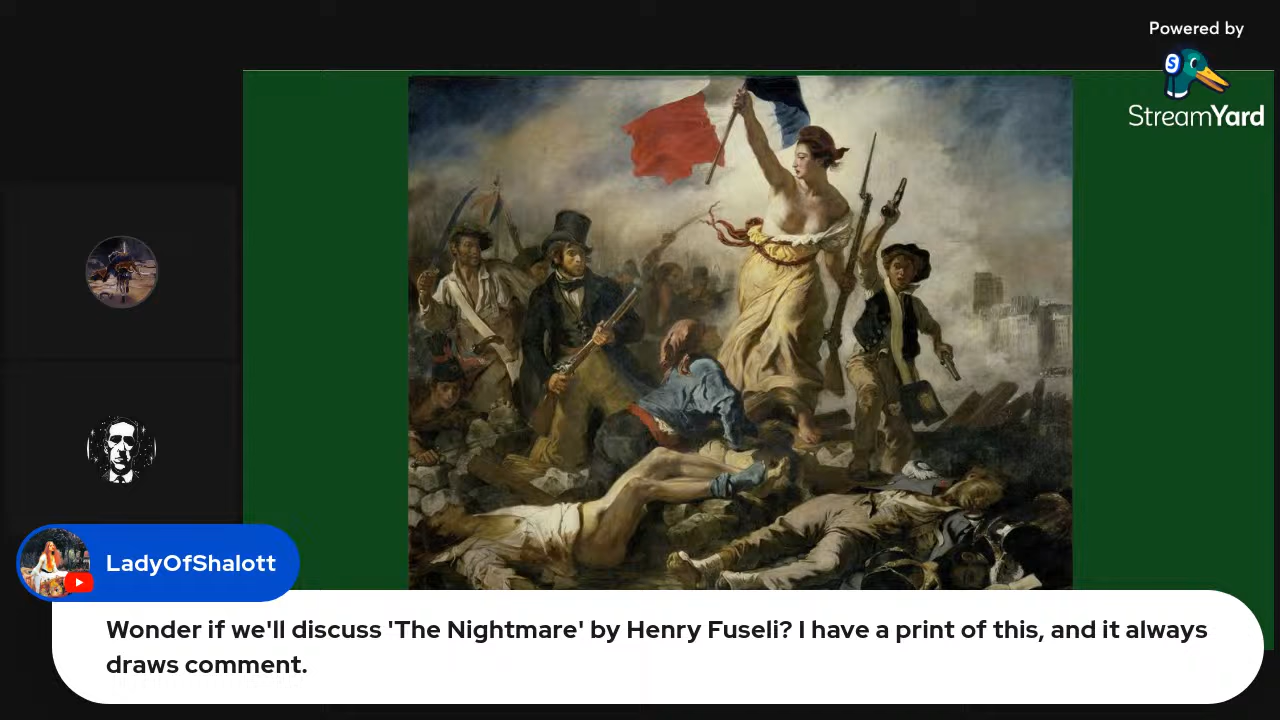 Powered by
S
StreamYard
LadyOfShalott
Wonder if we'll discuss 'The Nightmare' by Henry Fuseli? I have a print of this, and it always
draws comment.